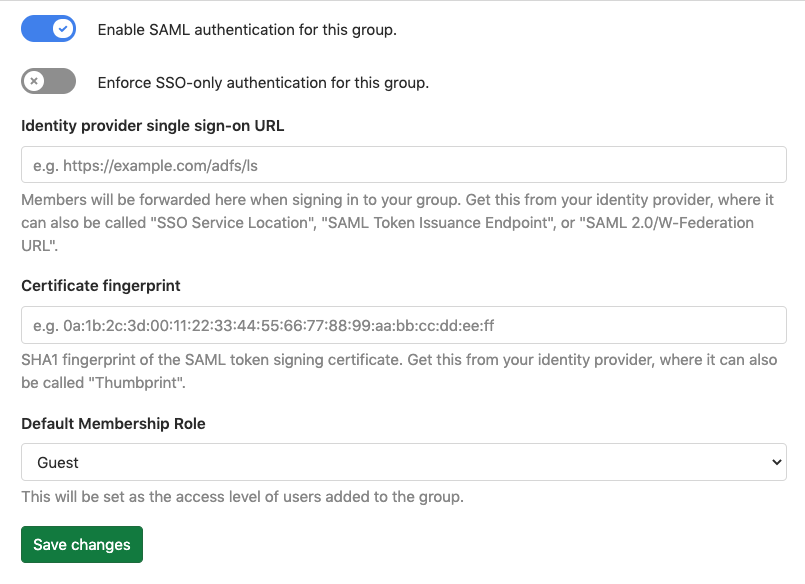 Enable SAML authentication for this group.
Enforce SSO-only authentication for this group.
Identity provider single sign-on URL
e.g. https://example.com/adfs/ls
Members will be forwarded here when signing in to your group. Get this from your identity provider, where it
can also be called "SSO Service Location", "SAML Token Issuance Endpoint", or "SAML 2.0/W-Federation
URL".
Certificate fingerprint
e.g. 0a:1b:2c:3d:00:11:22:33:44:55:66:77:88:99:aa:bb:cc:dd:ee:ff
SHA1 fingerprint of the SAML token signing certificate. Get this from your identity provider, where it can also
be called "Thumbprint".
Default Membership Role
Guest
This will be set as the access level of users added to the group.
Save changes